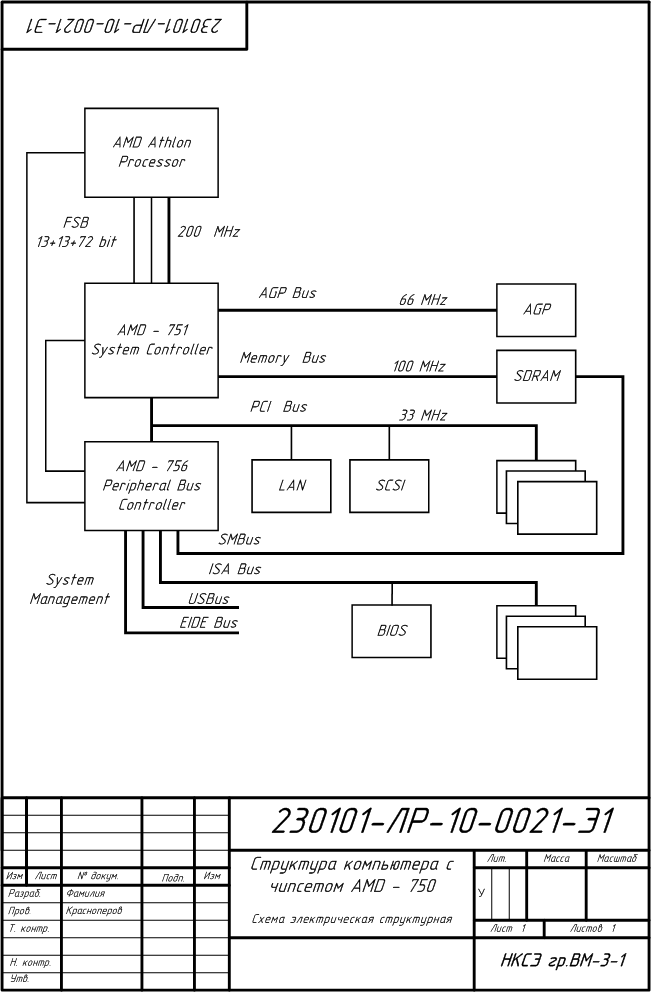 230101-ЛР-10-0021-Э1
AMD Athlon
Processor
FSB
13+13+72 bit
200 MHz
AGP Bus
66 MHz
AGP
AMD - 751
System Controller
Memory Bus
100 MHz
SDRAM
PCI Bus
33 MHz
AMD - 756
Peripheral Bus
Controller
LAN
SCSI
SMBus
ISA Bus
System
Management
USBus
EIDE Bus
BIOS
230101-ЛР-10-0021-Э1
Изм Лист № докум. Подп. Изм
Разраб. Фамилия
Пров. Красноперов
Т. контр.
Н. контр.
Утв.
Структура компьютера с
чипсетом AMD - 750
Схема электрическая структурная
Лит. Масса Масштаб
У
Лист 1 Листов 1
НКСЭ гр.ВМ-3-1